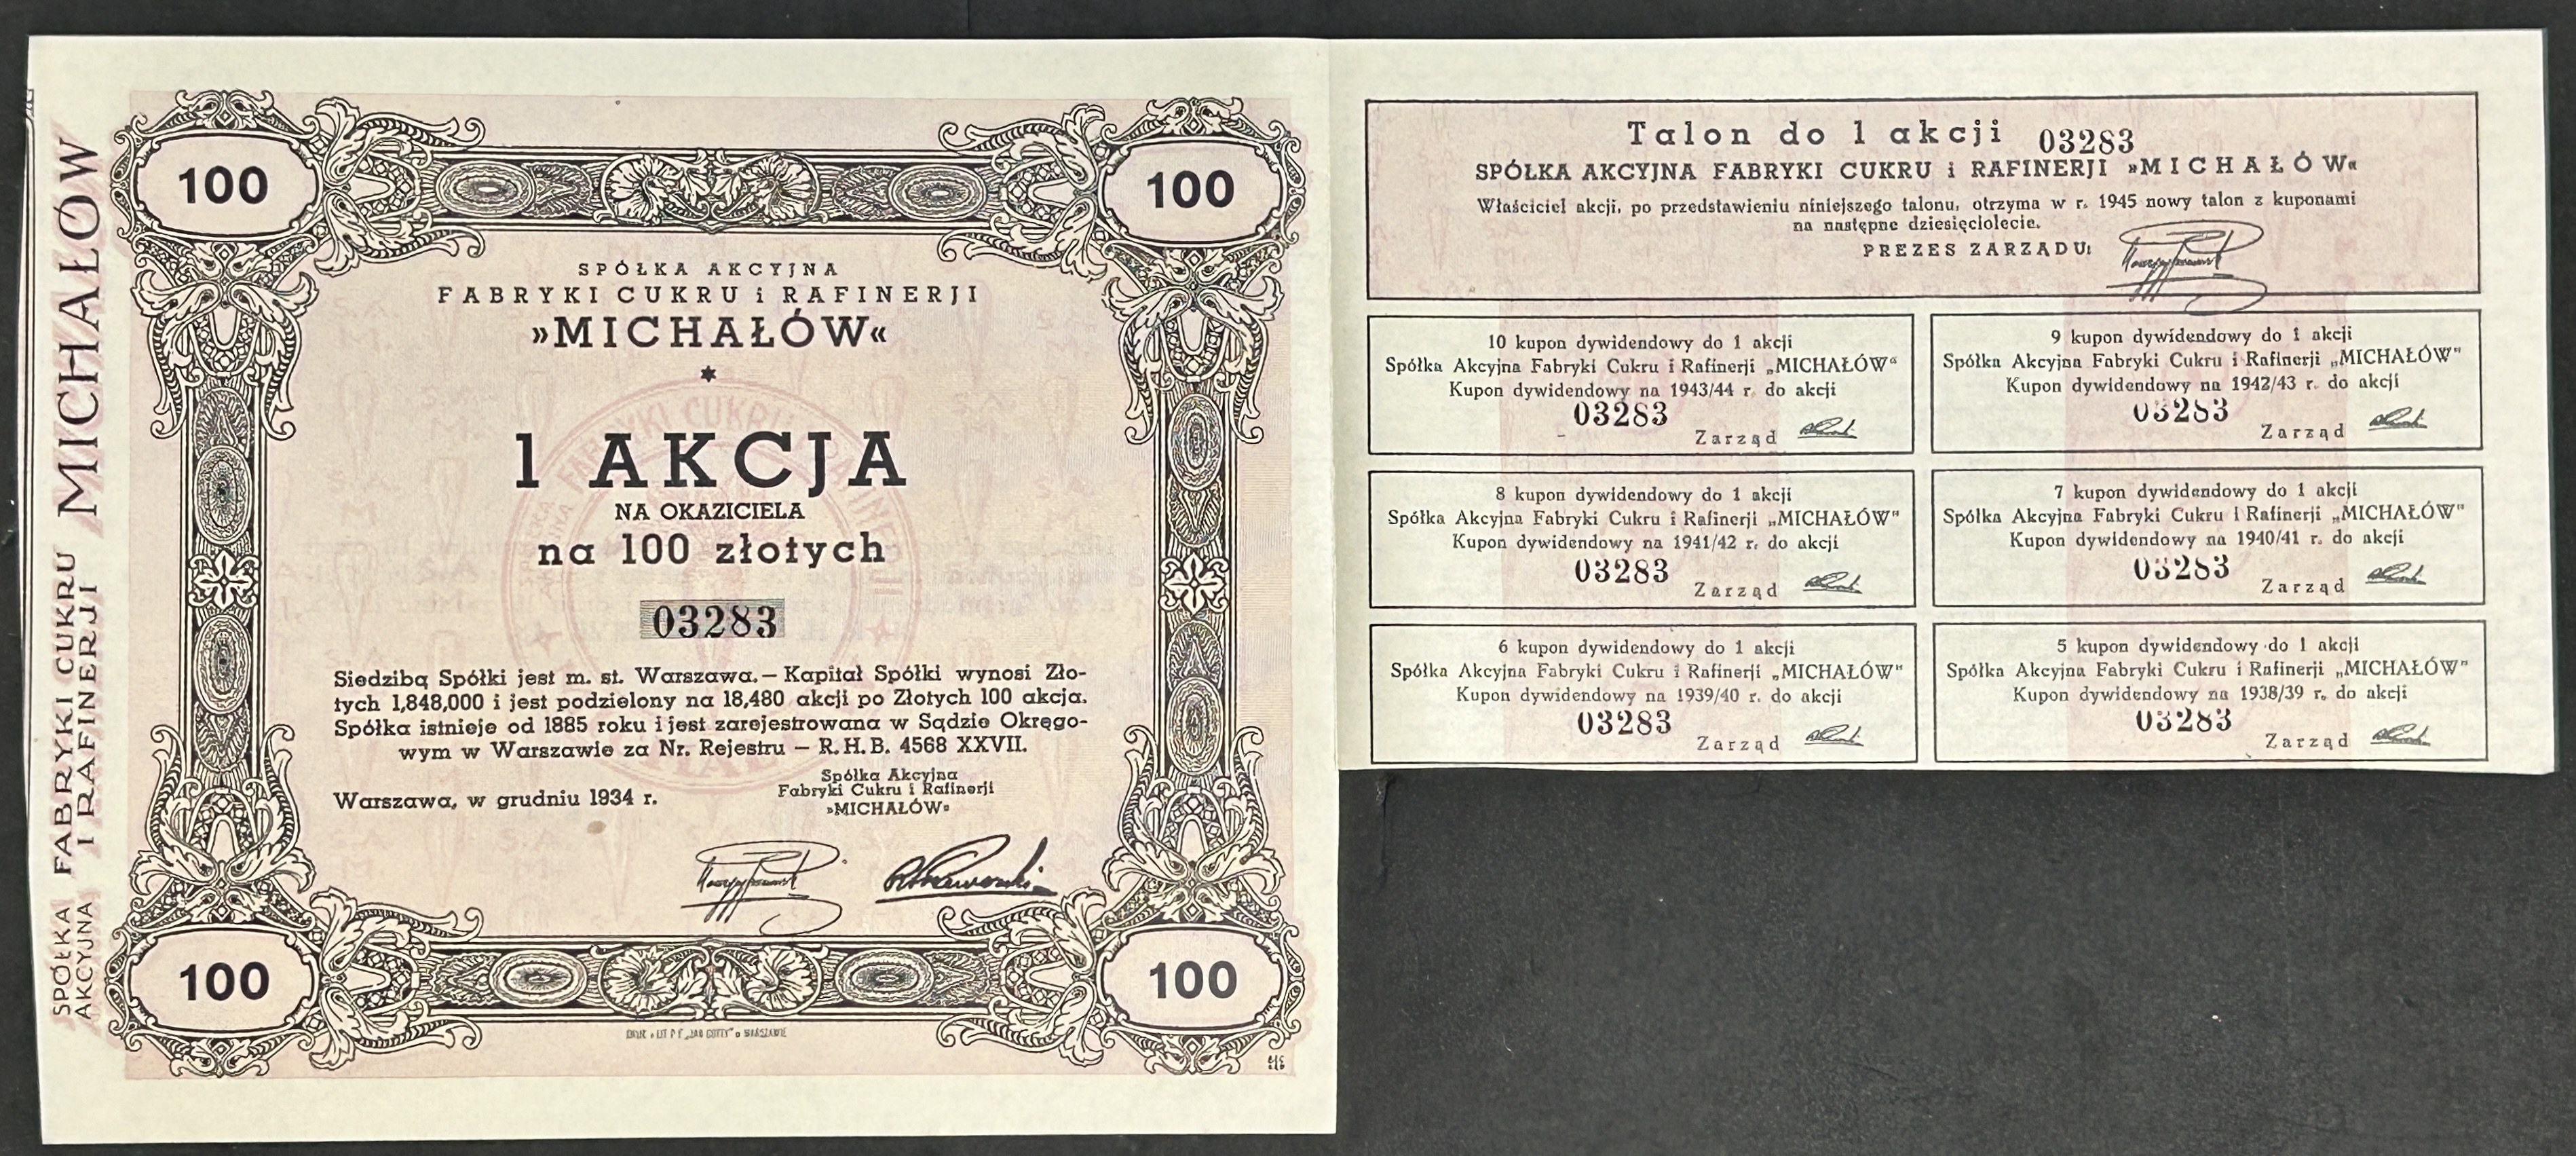 SPÓŁKA AKCYJNA FABRYKI CUKRU I RAFINERJI MICHAŁÓW
100
100
SPÓŁKA AKCYJNA
FABRYKI CUKRU i RAFINERJI
»MICHAŁÓW«
1 AKCJA
NA OKAZICIELA
na 100 złotych
03283
Siedzibą Spółki jest m. st. Warszawa.— Kapitał Spółki wynosi Zło-
tych 1,848,000 i jest podzielony na 18,480 akcji po Złotych 100 akcja.
Spółka istnieje od 1885 roku i jest zarejestrowana w Sądzie Okręgo-
wym w Warszawie za Nr. Rejestru — R. H. B. 4568 XXVII.
Warszawa, w grudniu 1934 r.
Spółka Akcyjna
Fabryki Cukru i Rafinerji
»MICHAŁÓW«
100
100
Talon do 1 akcji 03283
SPÓŁKA AKCYJNA FABRYKI CUKRU i RAFINERJI »MICHAŁÓW«
Właściciel akcji, po przedstawieniu niniejszego talonu, otrzyma w r. 1945 nowy talon z kuponami
na następne dziesięciolecie.
PREZES ZARZĄDU:
10 kupon dywidendowy do 1 akcji
Spółka Akcyjna Fabryki Cukru i Rafinerji „MICHAŁÓW"
Kupon dywidendowy na 1943/44 r. do akcji
03283
Zarząd
9 kupon dywidendowy do 1 akcji
Spółka Akcyjna Fabryki Cukru i Rafinerji „MICHAŁÓW"
Kupon dywidendowy na 1942/43 r. do akcji
03283
Zarząd
8 kupon dywidendowy do 1 akcji
Spółka Akcyjna Fabryki Cukru i Rafinerji „MICHAŁÓW"
Kupon dywidendowy na 1941/42 r. do akcji
03283
Zarząd
7 kupon dywidendowy do 1 akcji
Spółka Akcyjna Fabryki Cukru i Rafinerji „MICHAŁÓW"
Kupon dywidendowy na 1940/41 r. do akcji
03283
Zarząd
6 kupon dywidendowy do 1 akcji
Spółka Akcyjna Fabryki Cukru i Rafinerji „MICHAŁÓW"
Kupon dywidendowy na 1939/40 r. do akcji
03283
Zarząd
5 kupon dywidendowy do 1 akcji
Spółka Akcyjna Fabryki Cukru i Rafinerji „MICHAŁÓW"
Kupon dywidendowy na 1938/39 r. do akcji
03283
Zarząd